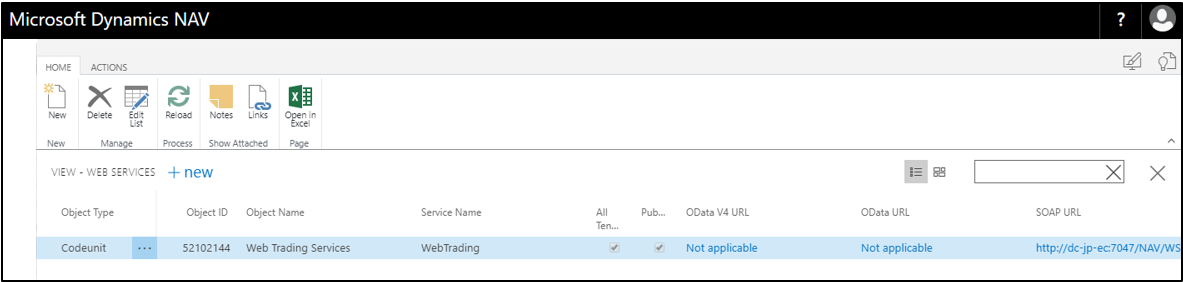 Microsoft Dynamics NAV ?
HOME ACTIONS
New Delete Edit List Reload Notes Links Open in Excel
New Manage Process Show Attached Page
VIEW - WEB SERVICES + new
Object Type Object ID Object Name Service Name All Ten... Pub... OData V4 URL OData URL SOAP URL
Codeunit ... 52102144 Web Trading Services WebTrading Not applicable Not applicable http://dc-jp-ec:7047/NAV/WS